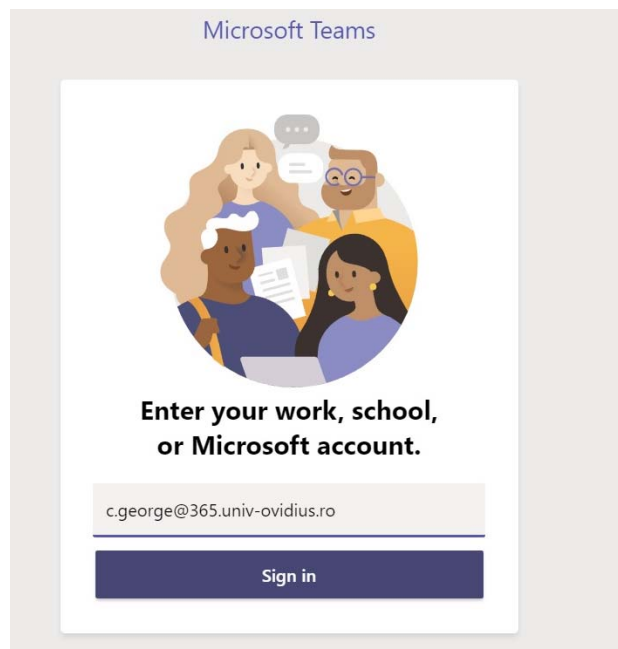 Microsoft Teams
Enter your work, school,
or Microsoft account.
c.george@365.univ-ovidius.ro
Sign in